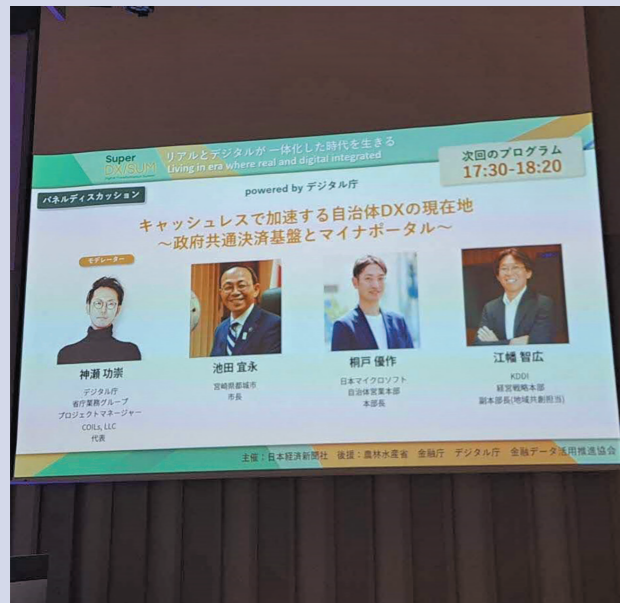 Super
DX/SUM
リアルとデジタルが一体化した時代を生きる
Living in era where real and digital integrated
次回のプログラム
17:30-18:20
パネルディスカッション
powered by デジタル庁
キャッシュレスで加速する自治体DXの現在地
～政府共通決済基盤とマイナポータル～
モデレーター
神瀬 功崇
デジタル庁
省庁業務グループ
プロジェクトマネージャー
COILs, LLC
代表
池田 宜永
宮崎県都城市
市長
桐戸 優作
日本マイクロソフト
自治体営業本部
本部長
江幡 智広
KDDI
経営戦略本部
副本部長(地域共創担当)
主催：日本経済新聞社 後援：農林水産省 金融庁 デジタル庁 金融データ活用推進協会